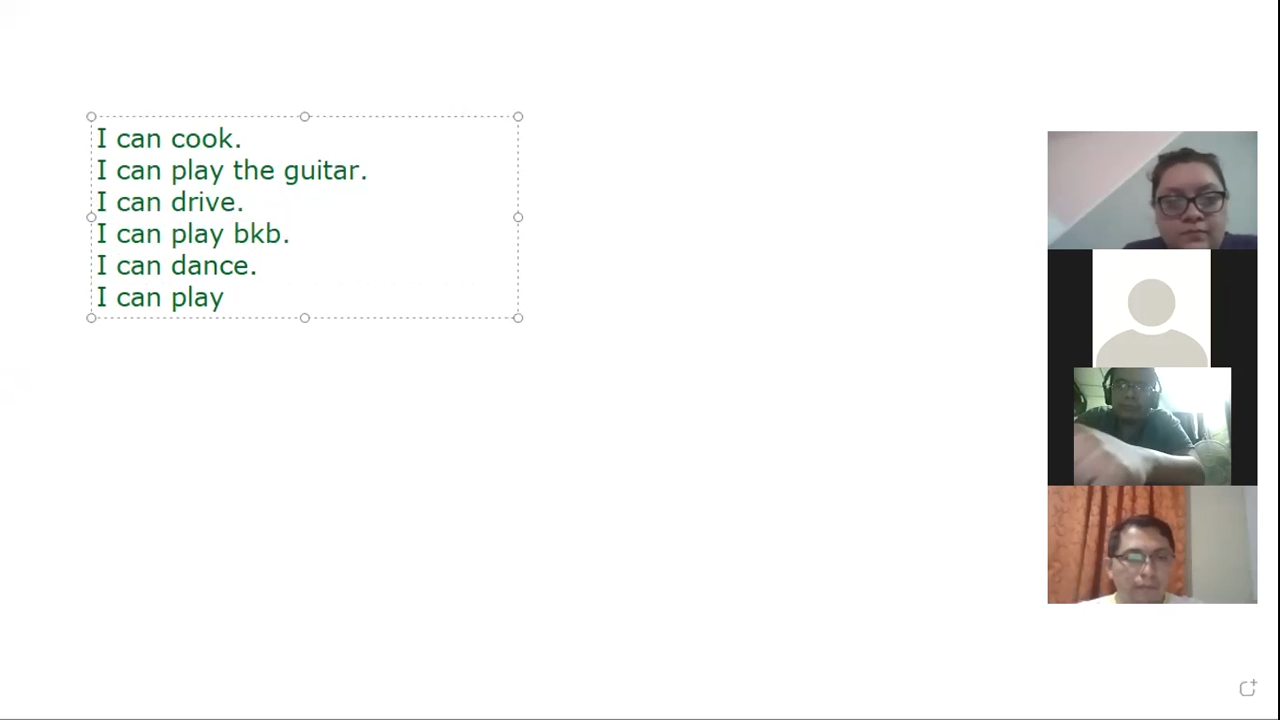 I can cook.
I can play the guitar.
I can drive.
I can play bkb.
I can dance.
I can play